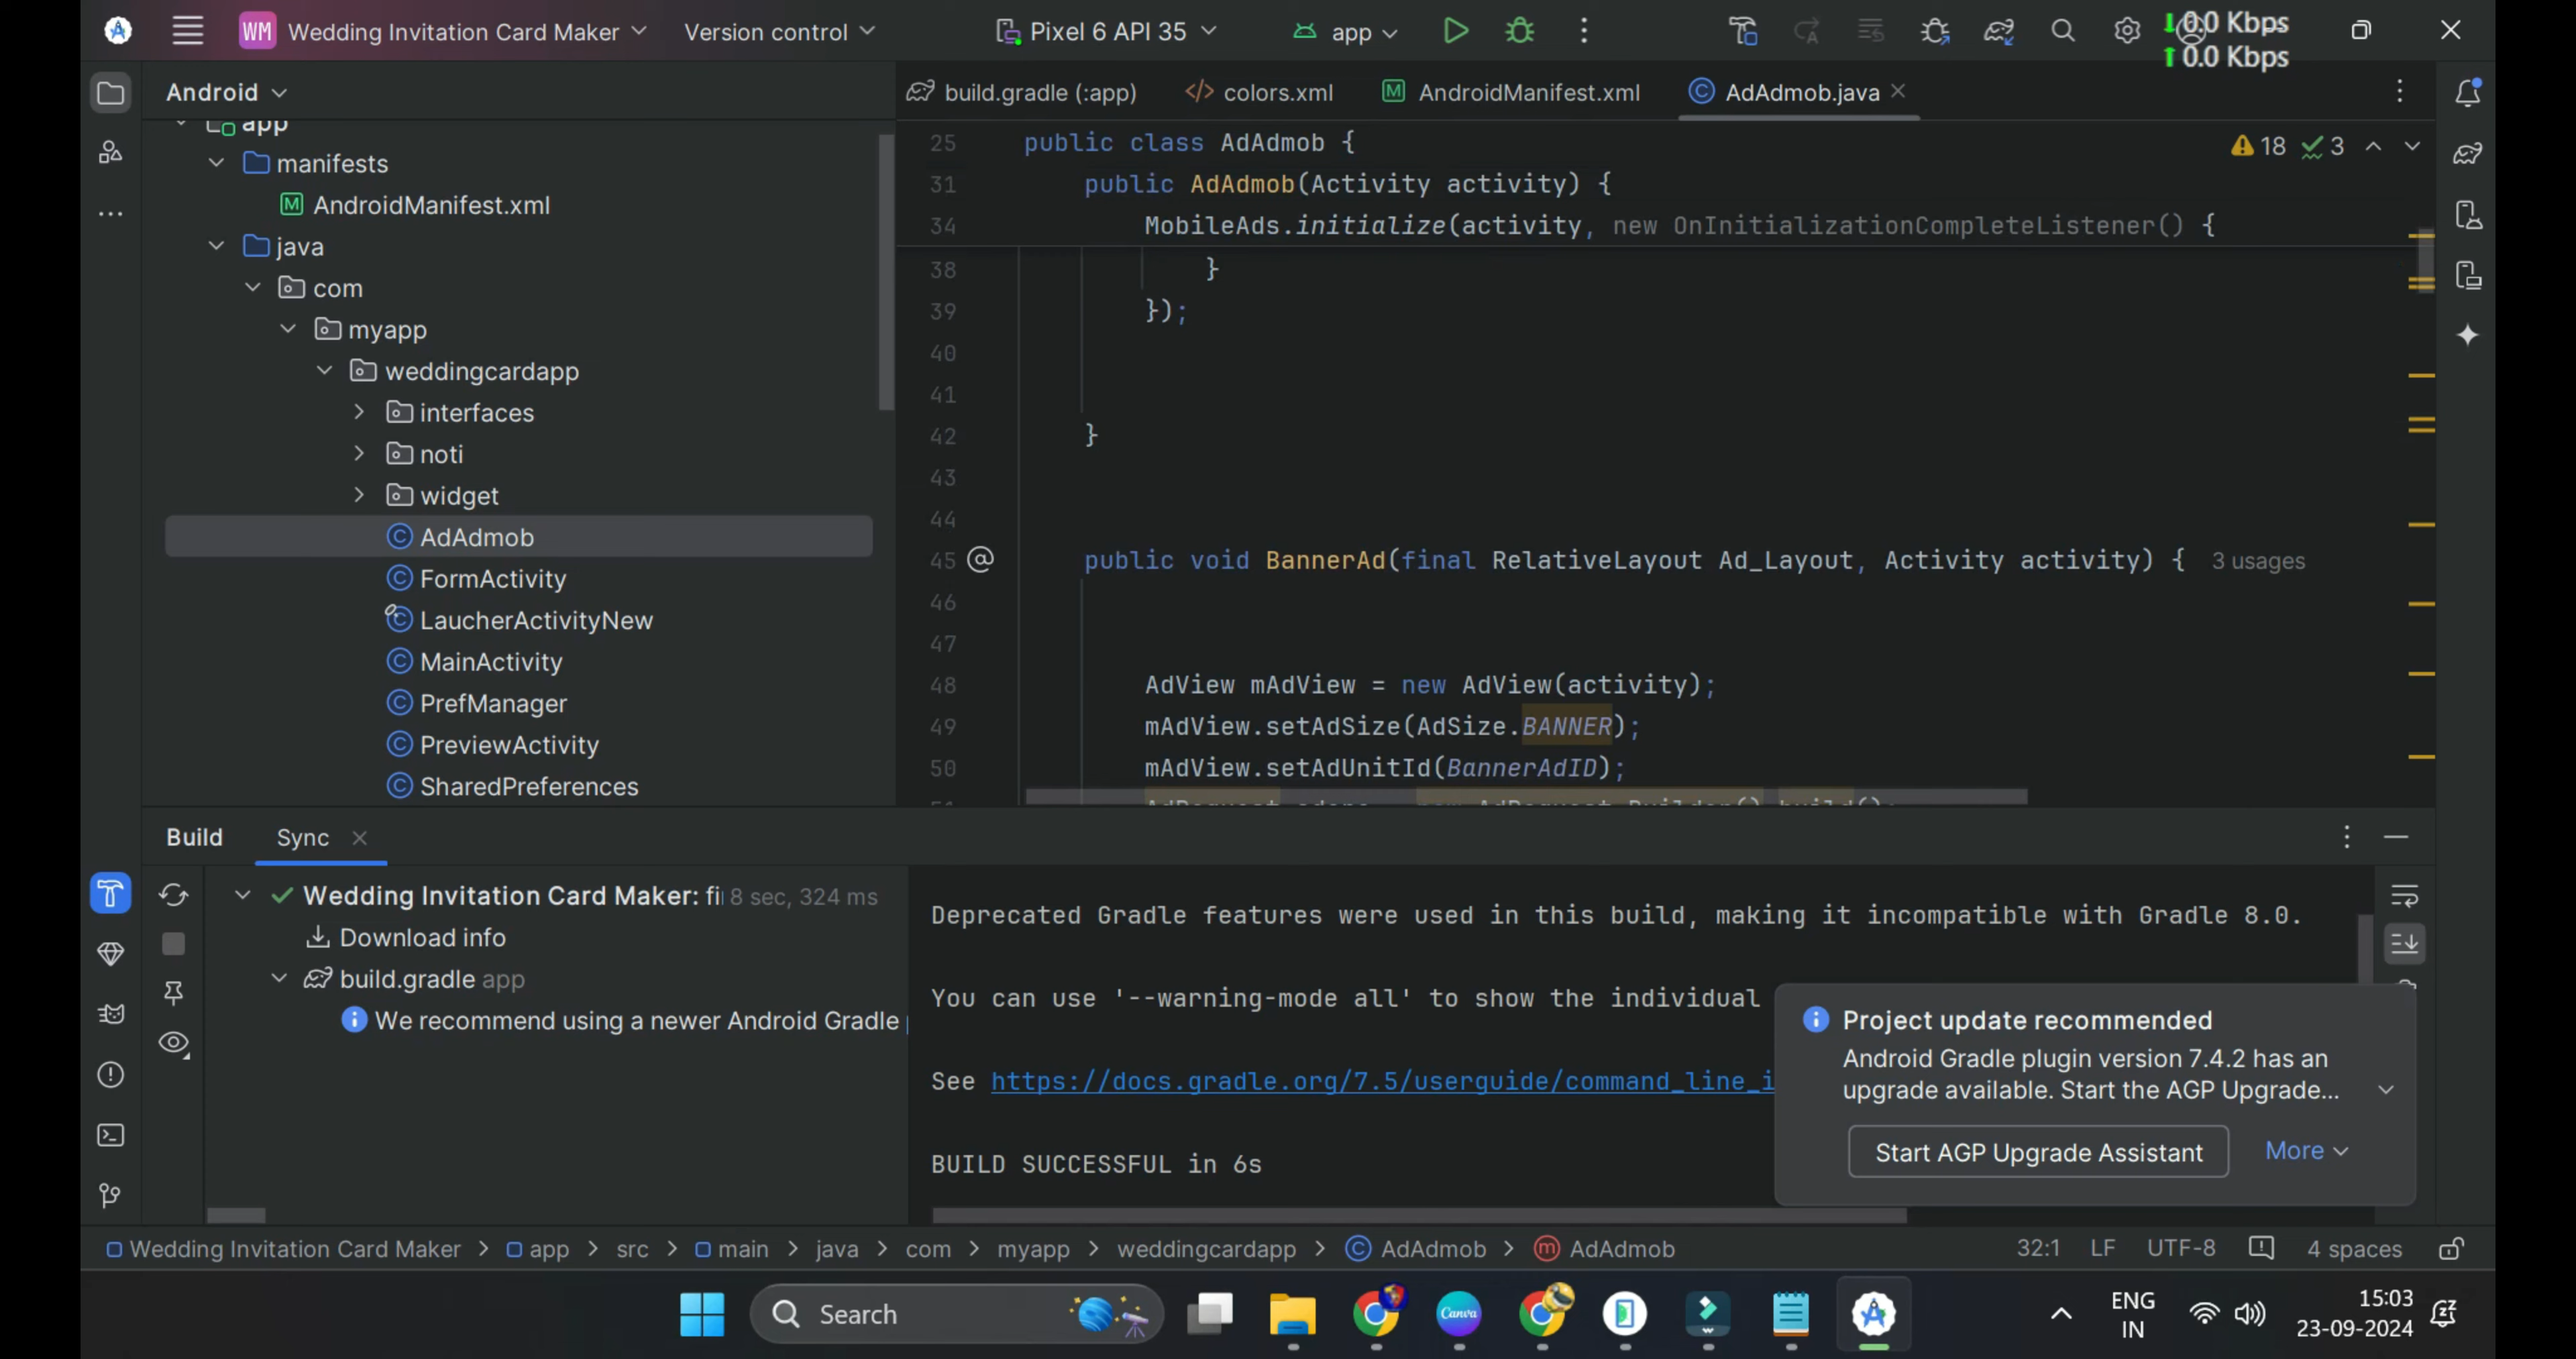 WM Wedding Invitation Card Maker Version control Pixel 6 API 35 app
0.0 Kbps
0.0 Kbps
Android
app
manifests
AndroidManifest.xml
java
com
myapp
weddingcardapp
interfaces
noti
widget
AdAdmob
FormActivity
LaucherActivityNew
MainActivity
PrefManager
PreviewActivity
SharedPreferences
build.gradle (:app) colors.xml AndroidManifest.xml AdAdmob.java
18 3
25 public class AdAdmob {
31 public AdAdmob(Activity activity) {
34 MobileAds.initialize(activity, new OnInitializationCompleteListener() {
38 }
39 });
40
41
42 }
43
44
45 public void BannerAd(final RelativeLayout Ad_Layout, Activity activity) { 3 usages
46
47
48 AdView mAdView = new AdView(activity);
49 mAdView.setAdSize(AdSize.BANNER);
50 mAdView.setAdUnitId(BannerAdID);
Build Sync
Wedding Invitation Card Maker: fi 8 sec, 324 ms
Download info
build.gradle app
We recommend using a newer Android Gradle
Deprecated Gradle features were used in this build, making it incompatible with Gradle 8.0.
You can use '--warning-mode all' to show the individual
See https://docs.gradle.org/7.5/userguide/command_line_i
BUILD SUCCESSFUL in 6s
Project update recommended
Android Gradle plugin version 7.4.2 has an
upgrade available. Start the AGP Upgrade...
Start AGP Upgrade Assistant More
Wedding Invitation Card Maker > app > src > main > java > com > myapp > weddingcardapp > AdAdmob > AdAdmob 32:1 LF UTF-8 4 spaces
Search
Canva
ENG
IN
15:03
23-09-2024